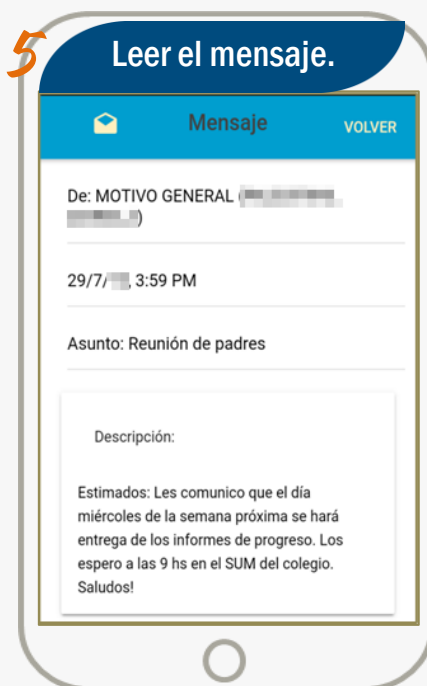 5
Leer el mensaje.
Mensaje
VOLVER
De: MOTIVO GENERAL (
)
29/7/ , 3:59 PM
Asunto: Reunión de padres
Descripción:
Estimados: Les comunico que el día
miércoles de la semana próxima se hará
entrega de los informes de progreso. Los
espero a las 9 hs en el SUM del colegio.
Saludos!